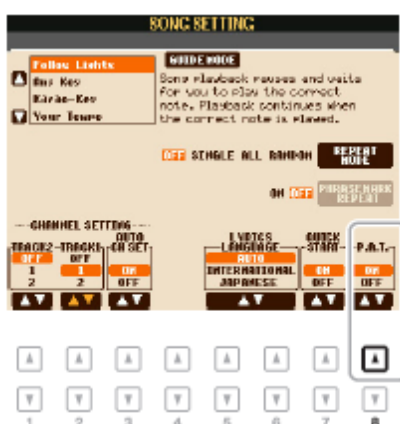 SONG SETTING
Follow Lights
Any Key
Karao-Key
Your Tempo
GUIDE MODE
Song playback pauses and waits
for you to play the correct
note. Playback continues when
the correct note is played.
OFF SINGLE ALL RANDOM
REPEAT
MODE
ON OFF
PHRASE MARK
REPEAT
CHANNEL SETTING
TRACK2
OFF
1
2
TRACK1
OFF
1
2
AUTO
CH SET
ON
OFF
LYRICS
LANGUAGE
AUTO
INTERNATIONAL
JAPANESE
QUICK
START
ON
OFF
P.A.T.
ON
OFF
1 2 3 4 5 6 7 8